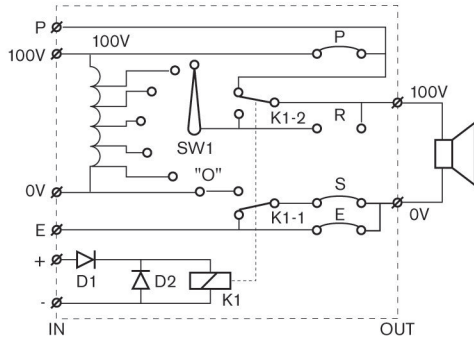 P
100V
100V
P
100V
K1-2
R
SW1
"O"
0V
S
K1-1
0V
E
E
+
D1
D2
K1
-
IN
OUT